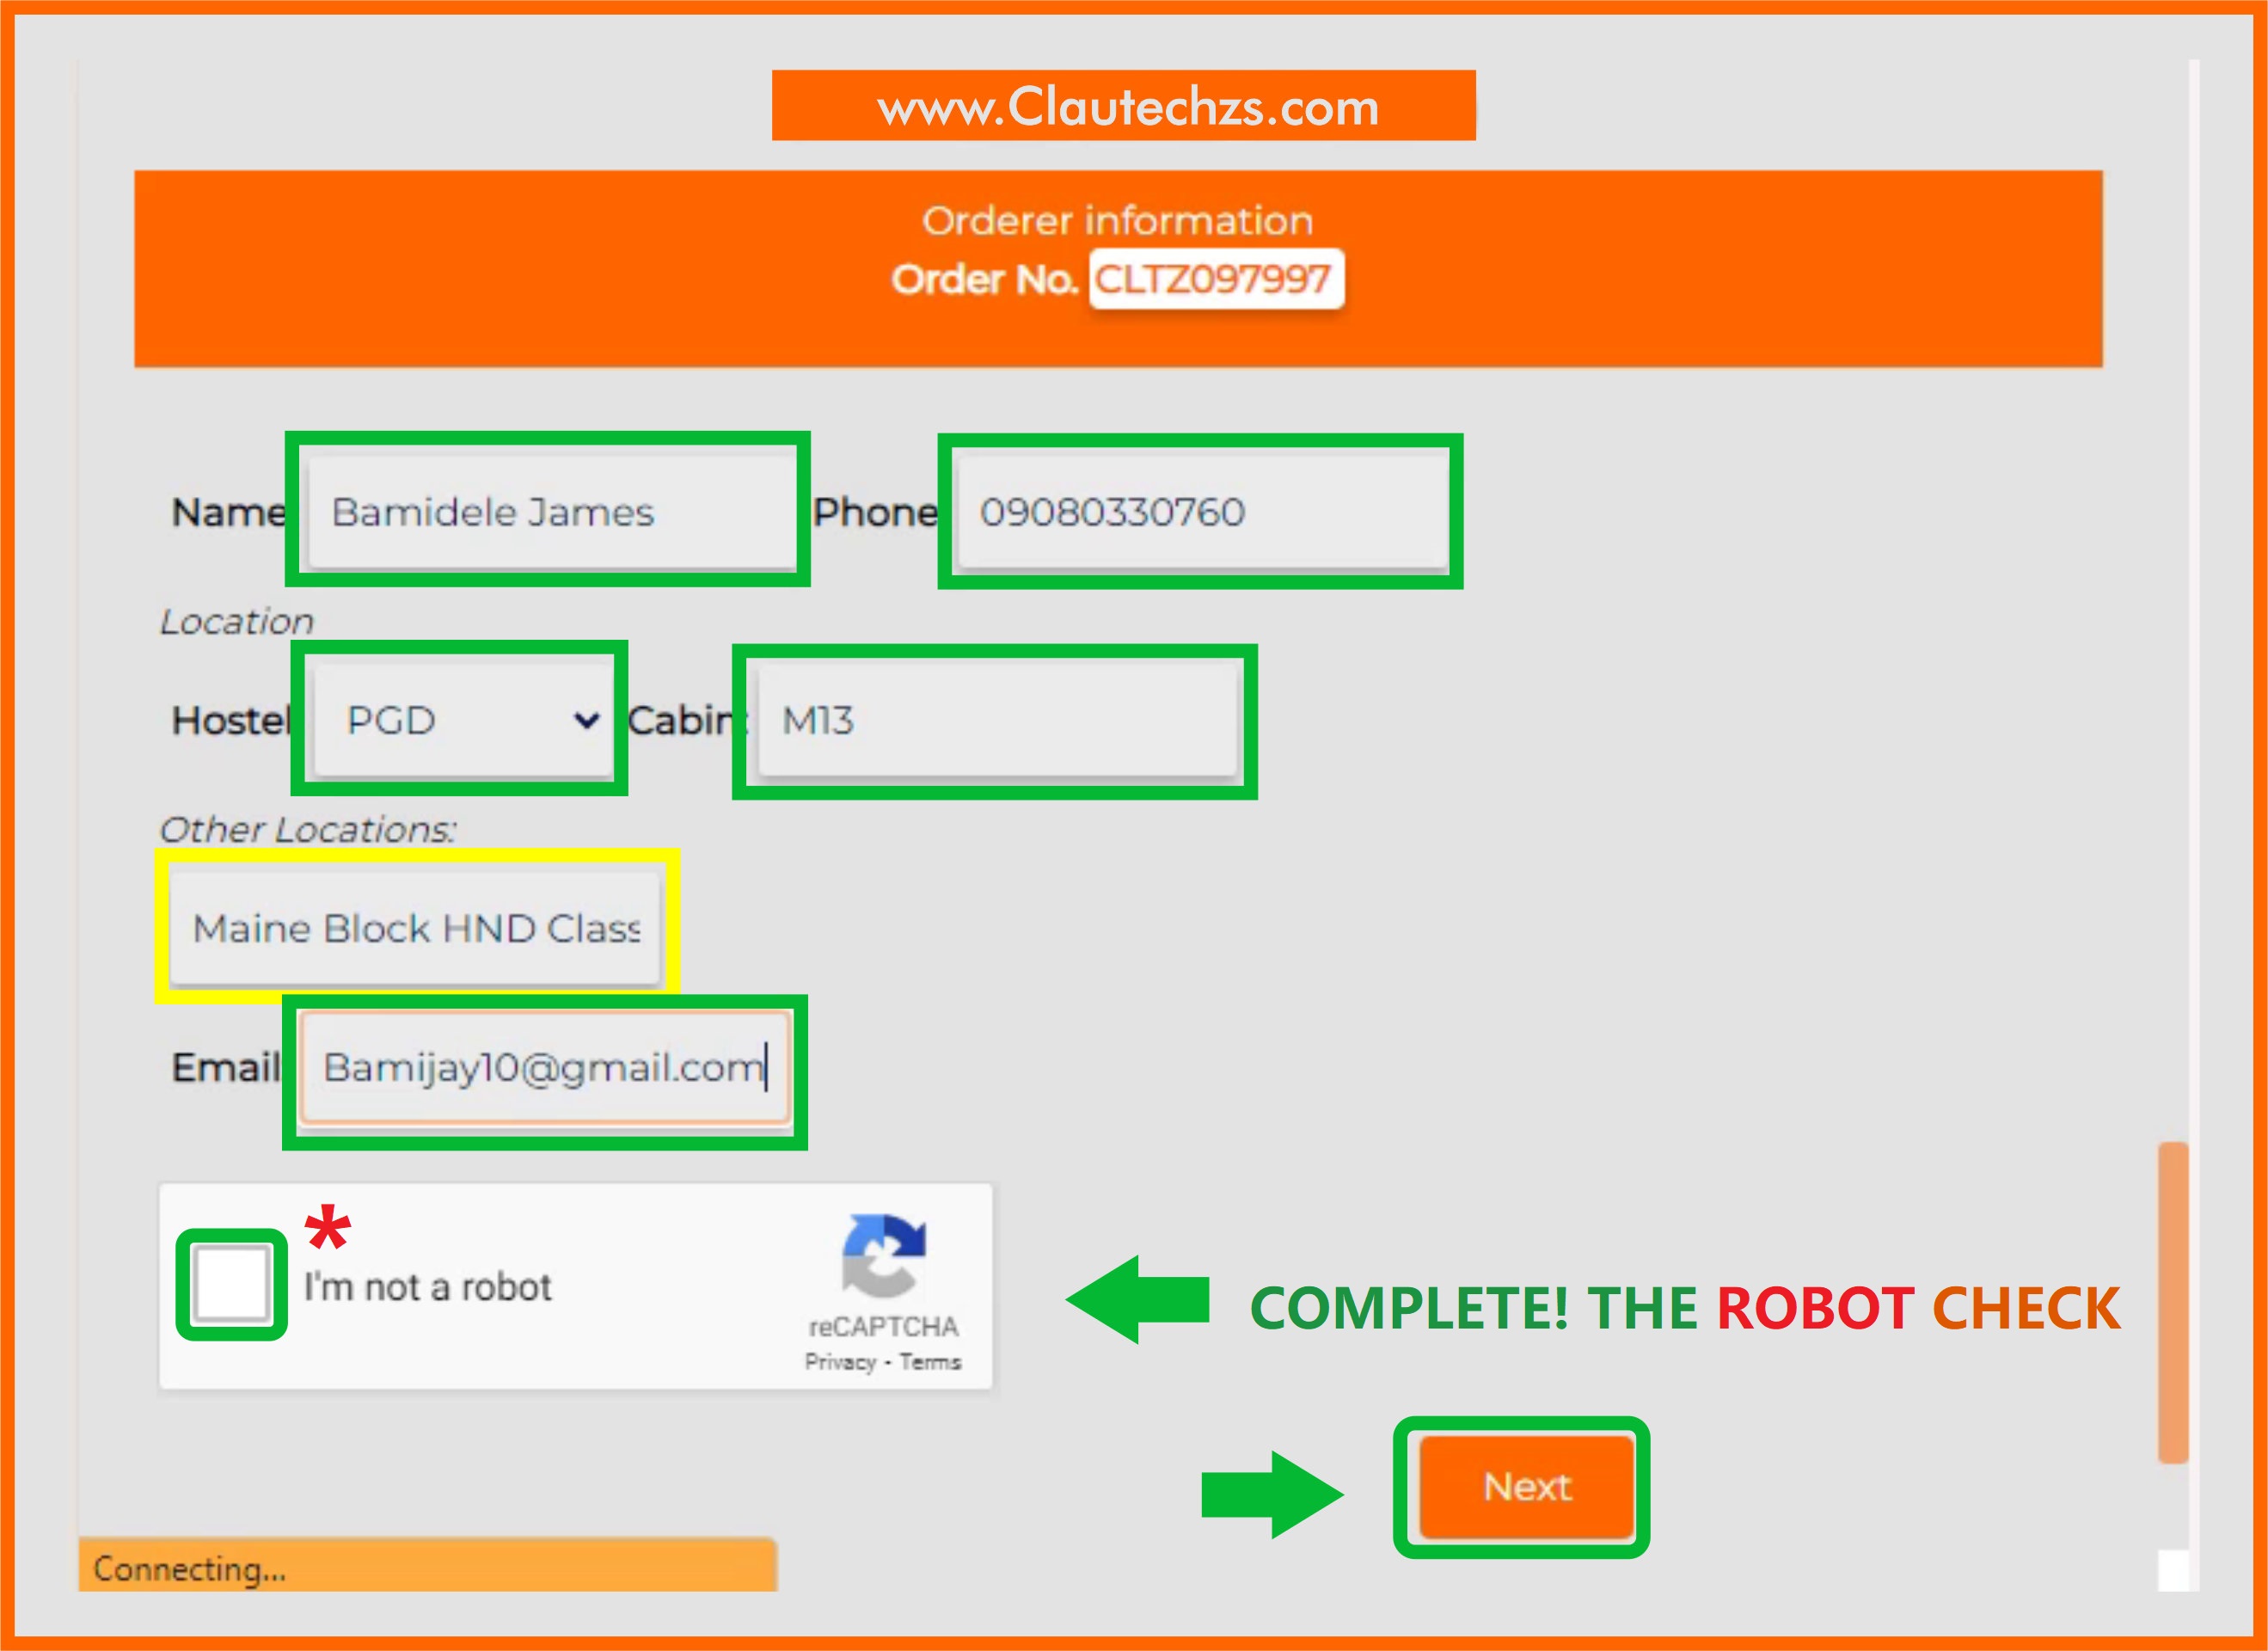 www.Clautechzs.com
Orderer information
Order No. CLTZ097997
Name Bamidele James Phone 09080330760
Location
Hostel PGD Cabin: M13
Other Locations:
Maine Block HND Class
Email Bamijay10@gmail.com
*
I'm not a robot
reCAPTCHA
Privacy - Terms
COMPLETE! THE ROBOT CHECK
Next
Connecting...